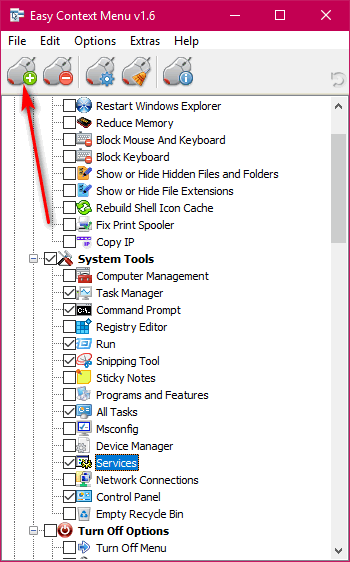 Easy Context Menu v1.6
File Edit Options Extras Help
Restart Windows Explorer
Reduce Memory
Block Mouse And Keyboard
Block Keyboard
Show or Hide Hidden Files and Folders
Show or Hide File Extensions
Rebuild Shell Icon Cache
Fix Print Spooler
IP Copy IP
System Tools
Computer Management
Task Manager
C:\. Command Prompt
Registry Editor
Run
Snipping Tool
Sticky Notes
Programs and Features
All Tasks
Msconfig
Device Manager
Services
Network Connections
Control Panel
Empty Recycle Bin
Turn Off Options
Turn Off Menu